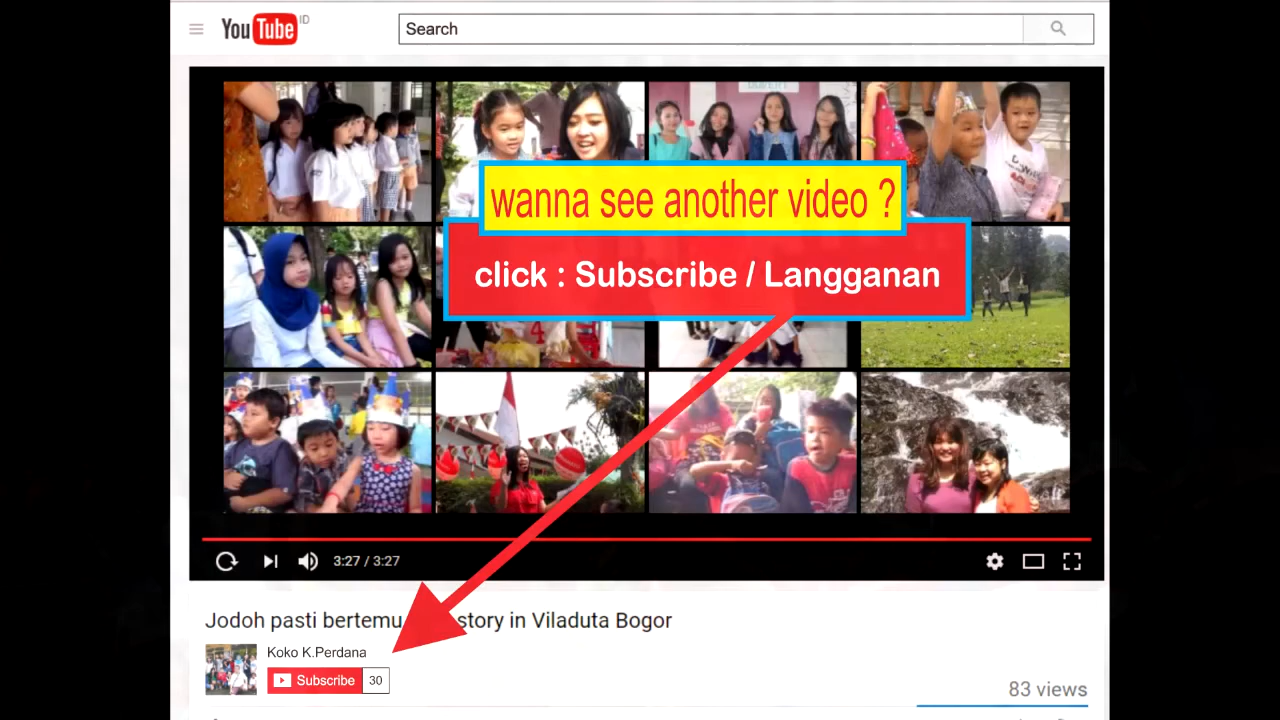 YouTube ID
Search
wanna see another video ?
click : Subscribe / Langganan
3:27 / 3:27
Jodoh pasti bertemu story in Viladuta Bogor
Koko K.Perdana
Subscribe 30
83 views